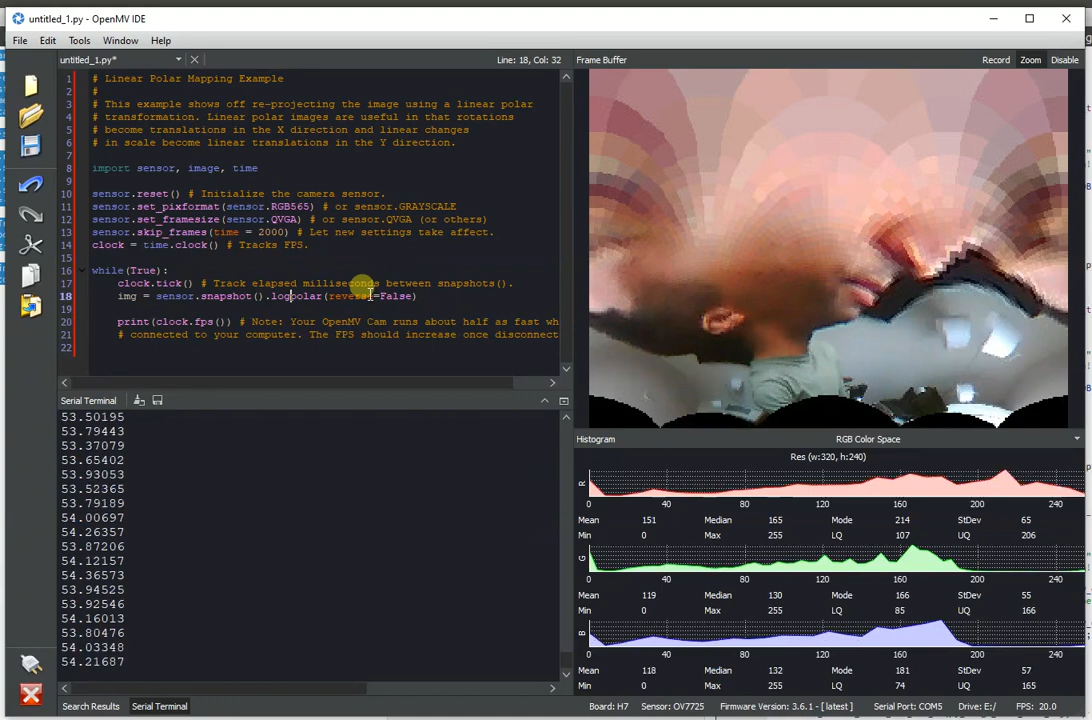 untitled_1.py - OpenMV IDE
File Edit Tools Window Help
untitled_1.py* Line: 18, Col: 32 Frame Buffer Record Zoom Disable
1 # Linear Polar Mapping Example
2 #
3 # This example shows off re-projecting the image using a linear polar
4 # transformation. Linear polar images are useful in that rotations
5 # become translations in the X direction and linear changes
6 # in scale become linear translations in the Y direction.
7
8 import sensor, image, time
9
10 sensor.reset() # Initialize the camera sensor.
11 sensor.set_pixformat(sensor.RGB565) # or sensor.GRAYSCALE
12 sensor.set_framesize(sensor.QVGA) # or sensor.QVGA (or others)
13 sensor.skip_frames(time = 2000) # Let new settings take affect.
14 clock = time.clock() # Tracks FPS.
15
16 while(True):
17 clock.tick() # Track elapsed milliseconds between snapshots().
18 img = sensor.snapshot().logpolar(reverse=False)
19
20 print(clock.fps()) # Note: Your OpenMV Cam runs about half as fast wh
21 # connected to your computer. The FPS should increase once disconnect
22
Serial Terminal
53.50195
53.79443
53.37079
53.65402
53.93053
53.52365
53.79189
54.00697
54.26357
53.87206
54.12157
54.36573
53.94525
53.92546
54.16013
53.80476
54.03348
54.21687
Histogram RGB Color Space
Res (w:320, h:240)
R
0 40 80 120 160 200 240
Mean 151 Median 165 Mode 214 StDev 65
Min 0 Max 255 LQ 107 UQ 206
G
0 40 80 120 160 200 240
Mean 119 Median 130 Mode 166 StDev 55
Min 0 Max 255 LQ 85 UQ 166
B
0 40 80 120 160 200 240
Mean 118 Median 132 Mode 181 StDev 57
Min 0 Max 255 LQ 74 UQ 165
Search Results Serial Terminal Board: H7 Sensor: OV7725 Firmware Version: 3.6.1 - [ latest ] Serial Port: COM5 Drive: E:/ FPS: 20.0